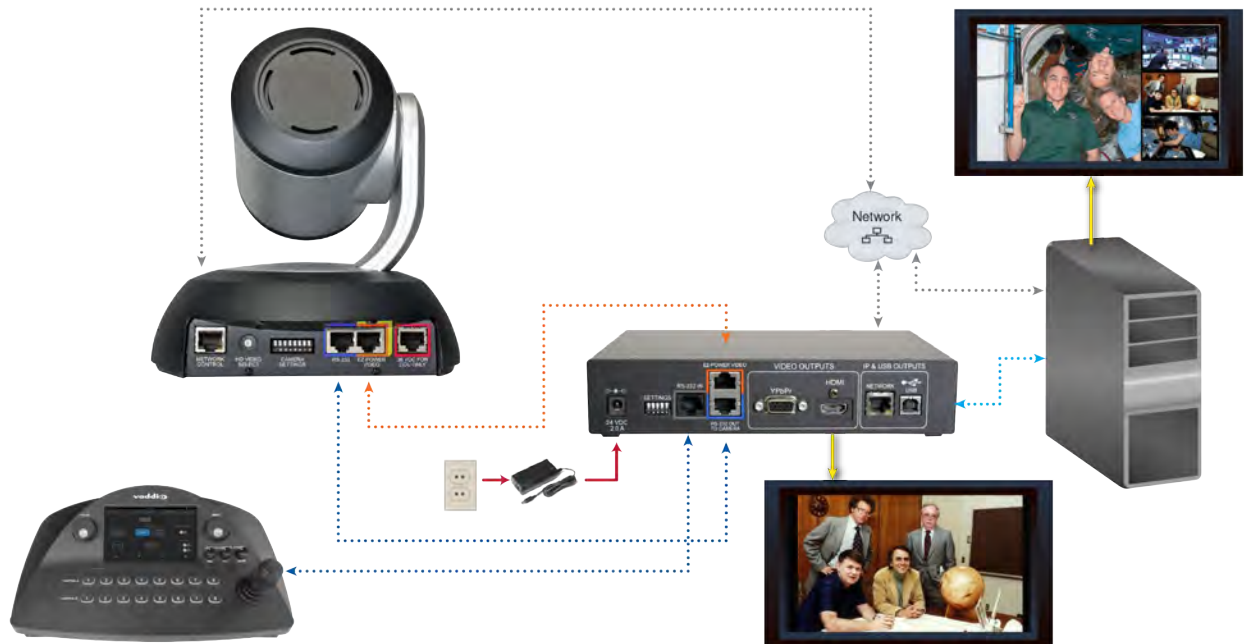 Network
NETWORK
CONTROL
HD VIDEO
SELECT
CAMERA
SETTINGS
RS-232
EZ POWER
VIDEO
EZ-POWER VIDEO
VIDEO OUTPUTS
IP & USB OUTPUTS
SETTINGS
RS-232 IN
YPbPr
HDMI
NETWORK
USB
24 VDC
2.0 A
RS-232 OUT
TO CAMERA
vaddio